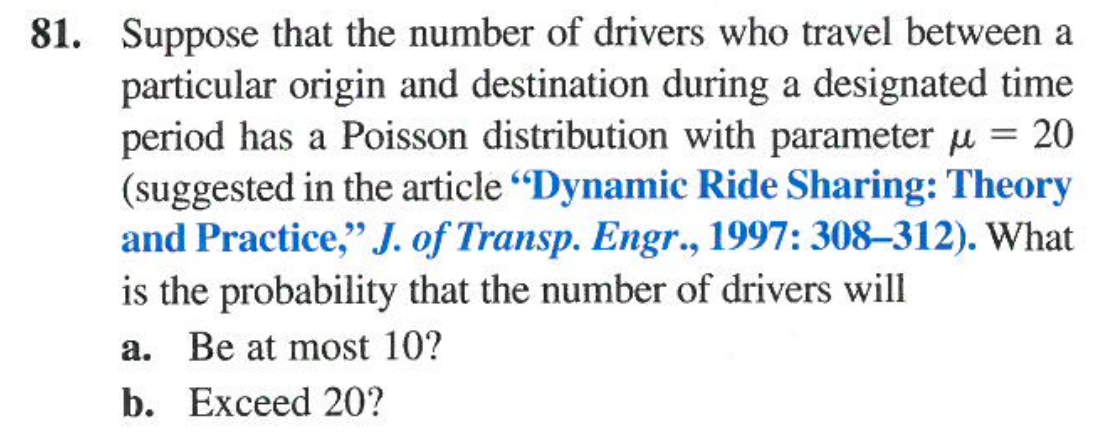 81. Suppose that the number of drivers who travel between a
particular origin and destination during a designated time
period has a Poisson distribution with parameter μ = 20
(suggested in the article “Dynamic Ride Sharing: Theory
and Practice,” J. of Transp. Engr., 1997: 308–312). What
is the probability that the number of drivers will
a. Be at most 10?
b. Exceed 20?